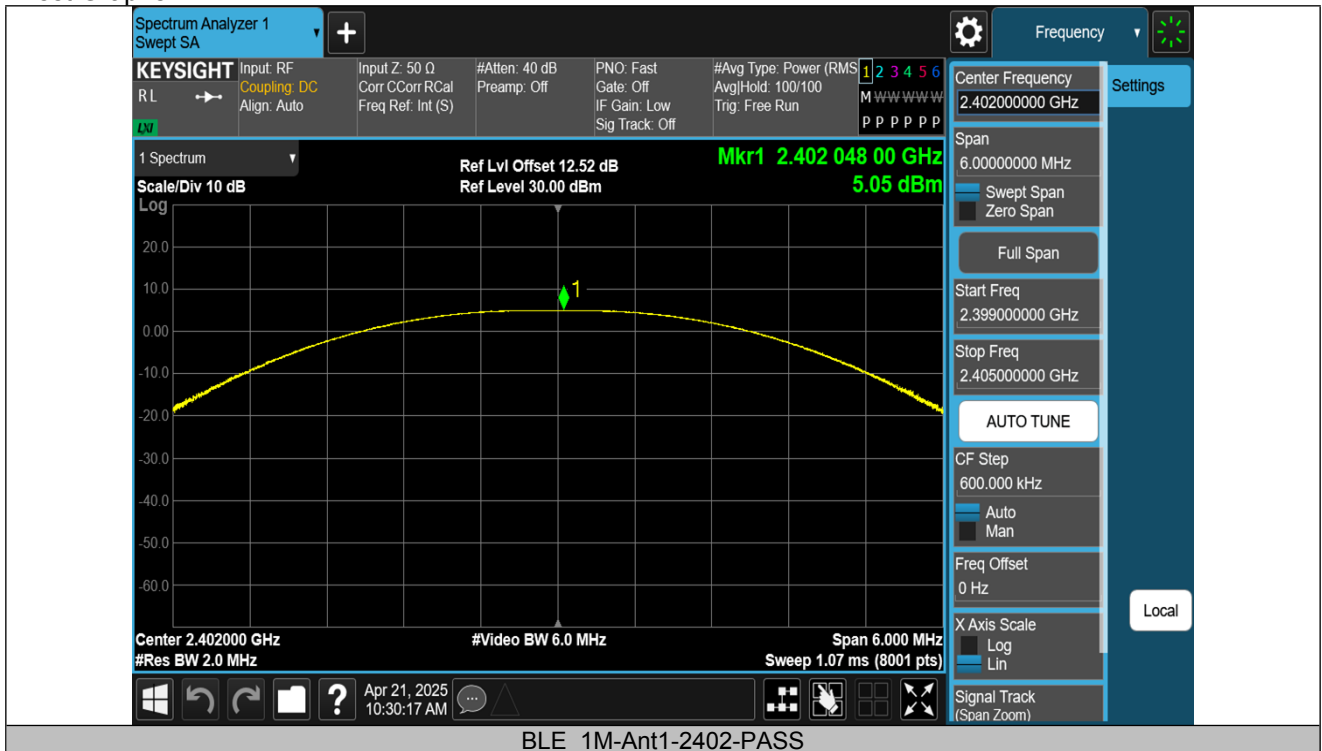 Spectrum Analyzer 1
Swept SA
+
Frequency
KEYSIGHT
R L
LXI
Input: RF
Coupling: DC
Align: Auto
Input Z: 50 Ω
Corr CCorr RCal
Freq Ref: Int (S)
#Atten: 40 dB
Preamp: Off
PNO: Fast
Gate: Off
IF Gain: Low
Sig Track: Off
#Avg Type: Power (RMS
Avg|Hold: 100/100
Trig: Free Run
1 2 3 4 5 6
M W W W W W
P P P P P P
Center Frequency
2.402000000 GHz
Settings
1 Spectrum
Ref Lvl Offset 12.52 dB
Mkr1 2.402 048 00 GHz
Scale/Div 10 dB
Ref Level 30.00 dBm
5.05 dBm
Log
20.0
10.0
0.00
-10.0
-20.0
-30.0
-40.0
-50.0
-60.0
1
Center 2.402000 GHz
#Video BW 6.0 MHz
Span 6.000 MHz
#Res BW 2.0 MHz
Sweep 1.07 ms (8001 pts)
Span
6.00000000 MHz
Swept Span
Zero Span
Full Span
Start Freq
2.399000000 GHz
Stop Freq
2.405000000 GHz
AUTO TUNE
CF Step
600.000 kHz
Auto
Man
Freq Offset
0 Hz
X Axis Scale
Log
Lin
Local
Signal Track
(Span Zoom)
?
Apr 21, 2025
10:30:17 AM
BLE_1M-Ant1-2402-PASS